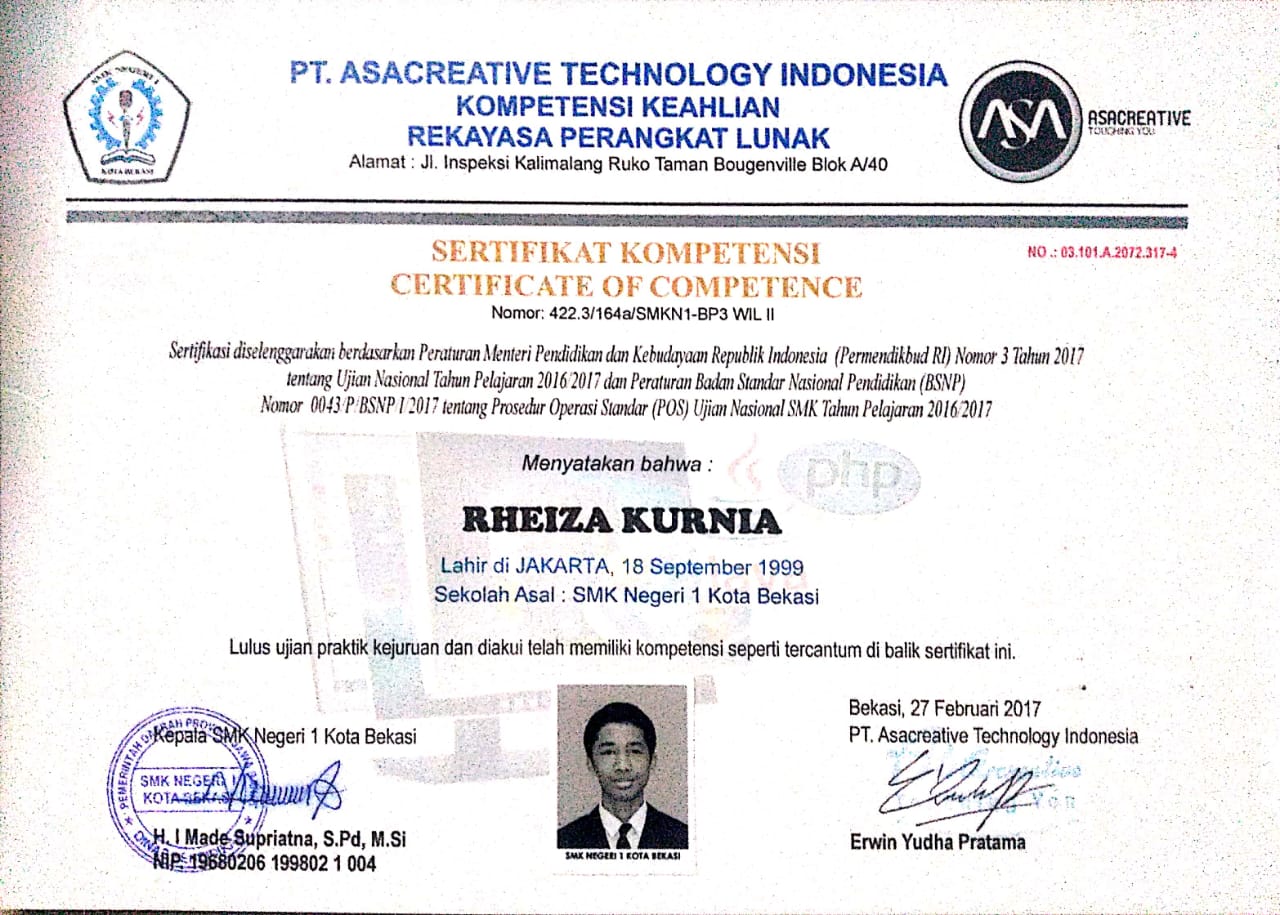 SMK NEGERI 1
KOTA BEKASI
PT. ASACREATIVE TECHNOLOGY INDONESIA
KOMPETENSI KEAHLIAN
REKAYASA PERANGKAT LUNAK
Alamat : Jl. Inspeksi Kalimalang Ruko Taman Bougenville Blok A/40
ASA
ASACREATIVE
TOUCHING YOU
SERTIFIKAT KOMPETENSI
NO .: 03.101.A.2072.317-4
CERTIFICATE OF COMPETENCE
Nomor: 422.3/164a/SMKN1-BP3 WIL II
Sertifikasi diselenggarakan berdasarkan Peraturan Menteri Pendidikan dan Kebudayaan Republik Indonesia (Permendikbud RI) Nomor 3 Tahun 2017
tentang Ujian Nasional Tahun Pelajaran 2016/2017 dan Peraturan Badan Standar Nasional Pendidikan (BSNP)
Nomor 0043/P/BSNP/I/2017 tentang Prosedur Operasi Standar (POS) Ujian Nasional SMK Tahun Pelajaran 2016/2017
php
Menyatakan bahwa :
RHEIZA KURNIA
Lahir di JAKARTA, 18 September 1999
Sekolah Asal : SMK Negeri 1 Kota Bekasi
Lulus ujian praktik kejuruan dan diakui telah memiliki kompetensi seperti tercantum di balik sertifikat ini.
Bekasi, 27 Februari 2017
Kepala SMK Negeri 1 Kota Bekasi
PT. Asacreative Technology Indonesia
SMK NEGERI 1
KOTA BEKASI
H. I Made Supriatna, S.Pd, M.Si
NIP. 19680206 199802 1 004
SMK NEGERI 1 KOTA BEKASI
Erwin Yudha Pratama